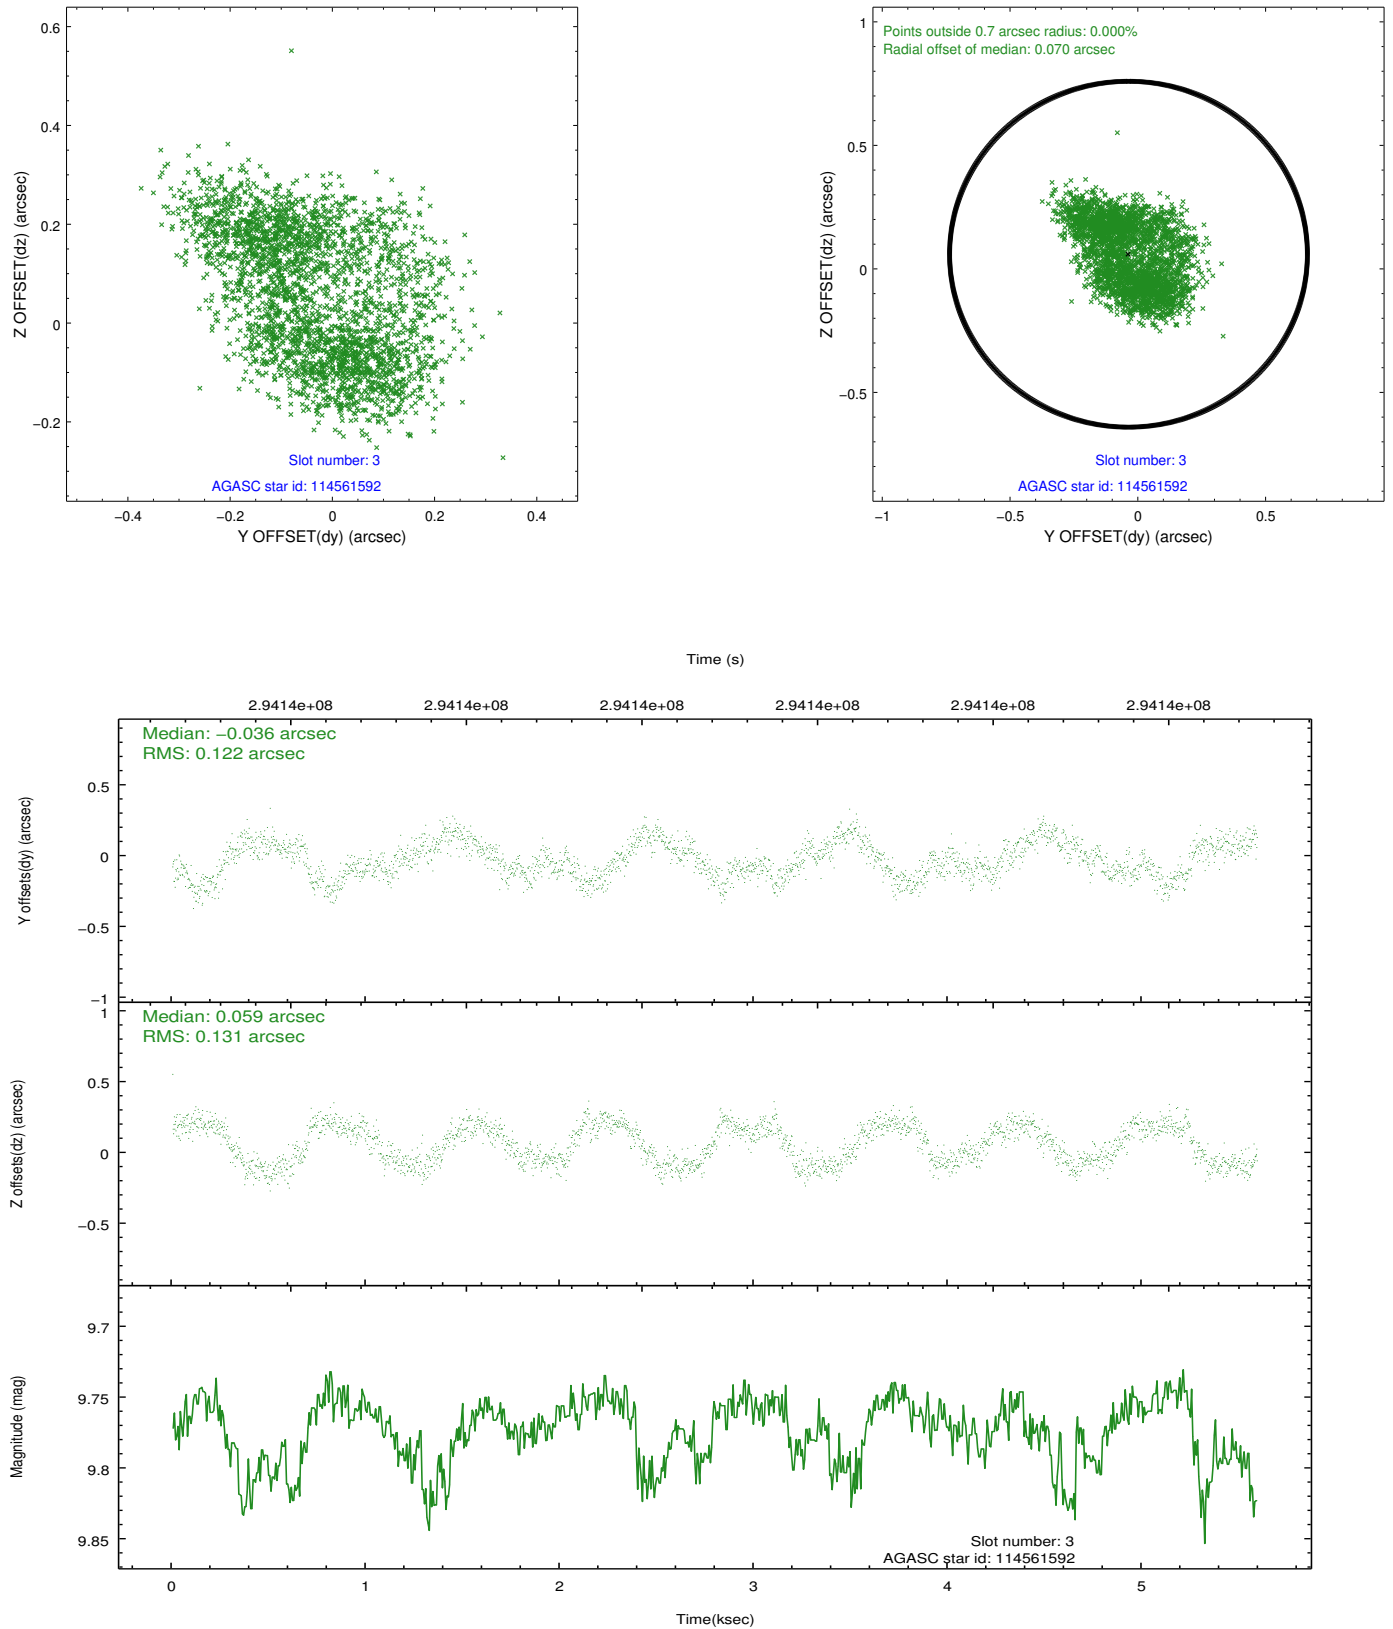 0.6
0.4
0.2
0
−0.2
Z OFFSET(dz) (arcsec)
Slot number: 3
AGASC star id: 114561592
−0.4
−0.2
0
0.2
0.4
Y OFFSET(dy) (arcsec)
1
0.5
0
−0.5
Z OFFSET(dz) (arcsec)
Points outside 0.7 arcsec radius: 0.000%
Radial offset of median: 0.070 arcsec
Slot number: 3
AGASC star id: 114561592
−1
−0.5
0
0.5
Y OFFSET(dy) (arcsec)
Time (s)
2.9414e+08
2.9414e+08
2.9414e+08
2.9414e+08
2.9414e+08
2.9414e+08
Median: −0.036 arcsec
RMS: 0.122 arcsec
0.5
0
−0.5
−1
Y offsets(dy) (arcsec)
Median: 0.059 arcsec
RMS: 0.131 arcsec
1
0.5
0
−0.5
Z offsets(dz) (arcsec)
9.7
9.75
9.8
9.85
Magnitude (mag)
Slot number: 3
AGASC star id: 114561592
0
1
2
3
4
5
Time(ksec)